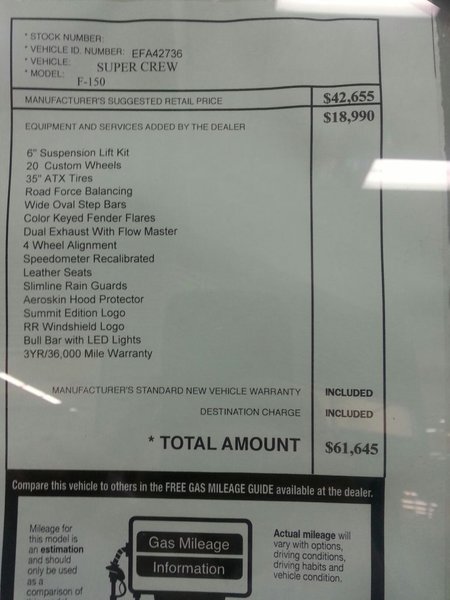 * STOCK NUMBER:
* VEHICLE ID. NUMBER: EFA42736
* VEHICLE: SUPER CREW
* MODEL: F-150
MANUFACTURER'S SUGGESTED RETAIL PRICE $42,655
$18,990
EQUIPMENT AND SERVICES ADDED BY THE DEALER
6" Suspension Lift Kit
20 Custom Wheels
35" ATX Tires
Road Force Balancing
Wide Oval Step Bars
Color Keyed Fender Flares
Dual Exhaust With Flow Master
4 Wheel Alignment
Speedometer Recalibrated
Leather Seats
Slimline Rain Guards
Aeroskin Hood Protector
Summit Edition Logo
RR Windshield Logo
Bull Bar with LED Lights
3YR/36,000 Mile Warranty
MANUFACTURER'S STANDARD NEW VEHICLE WARRANTY INCLUDED
DESTINATION CHARGE INCLUDED
* TOTAL AMOUNT $61,645
Compare this vehicle to others in the FREE GAS MILEAGE GUIDE available at the dealer.
Mileage for
this model is
an estimation
and should
only be used
as a
comparison of
Gas Mileage
Information
Actual mileage will
vary with options,
driving conditions,
driving habits and
vehicle condition.